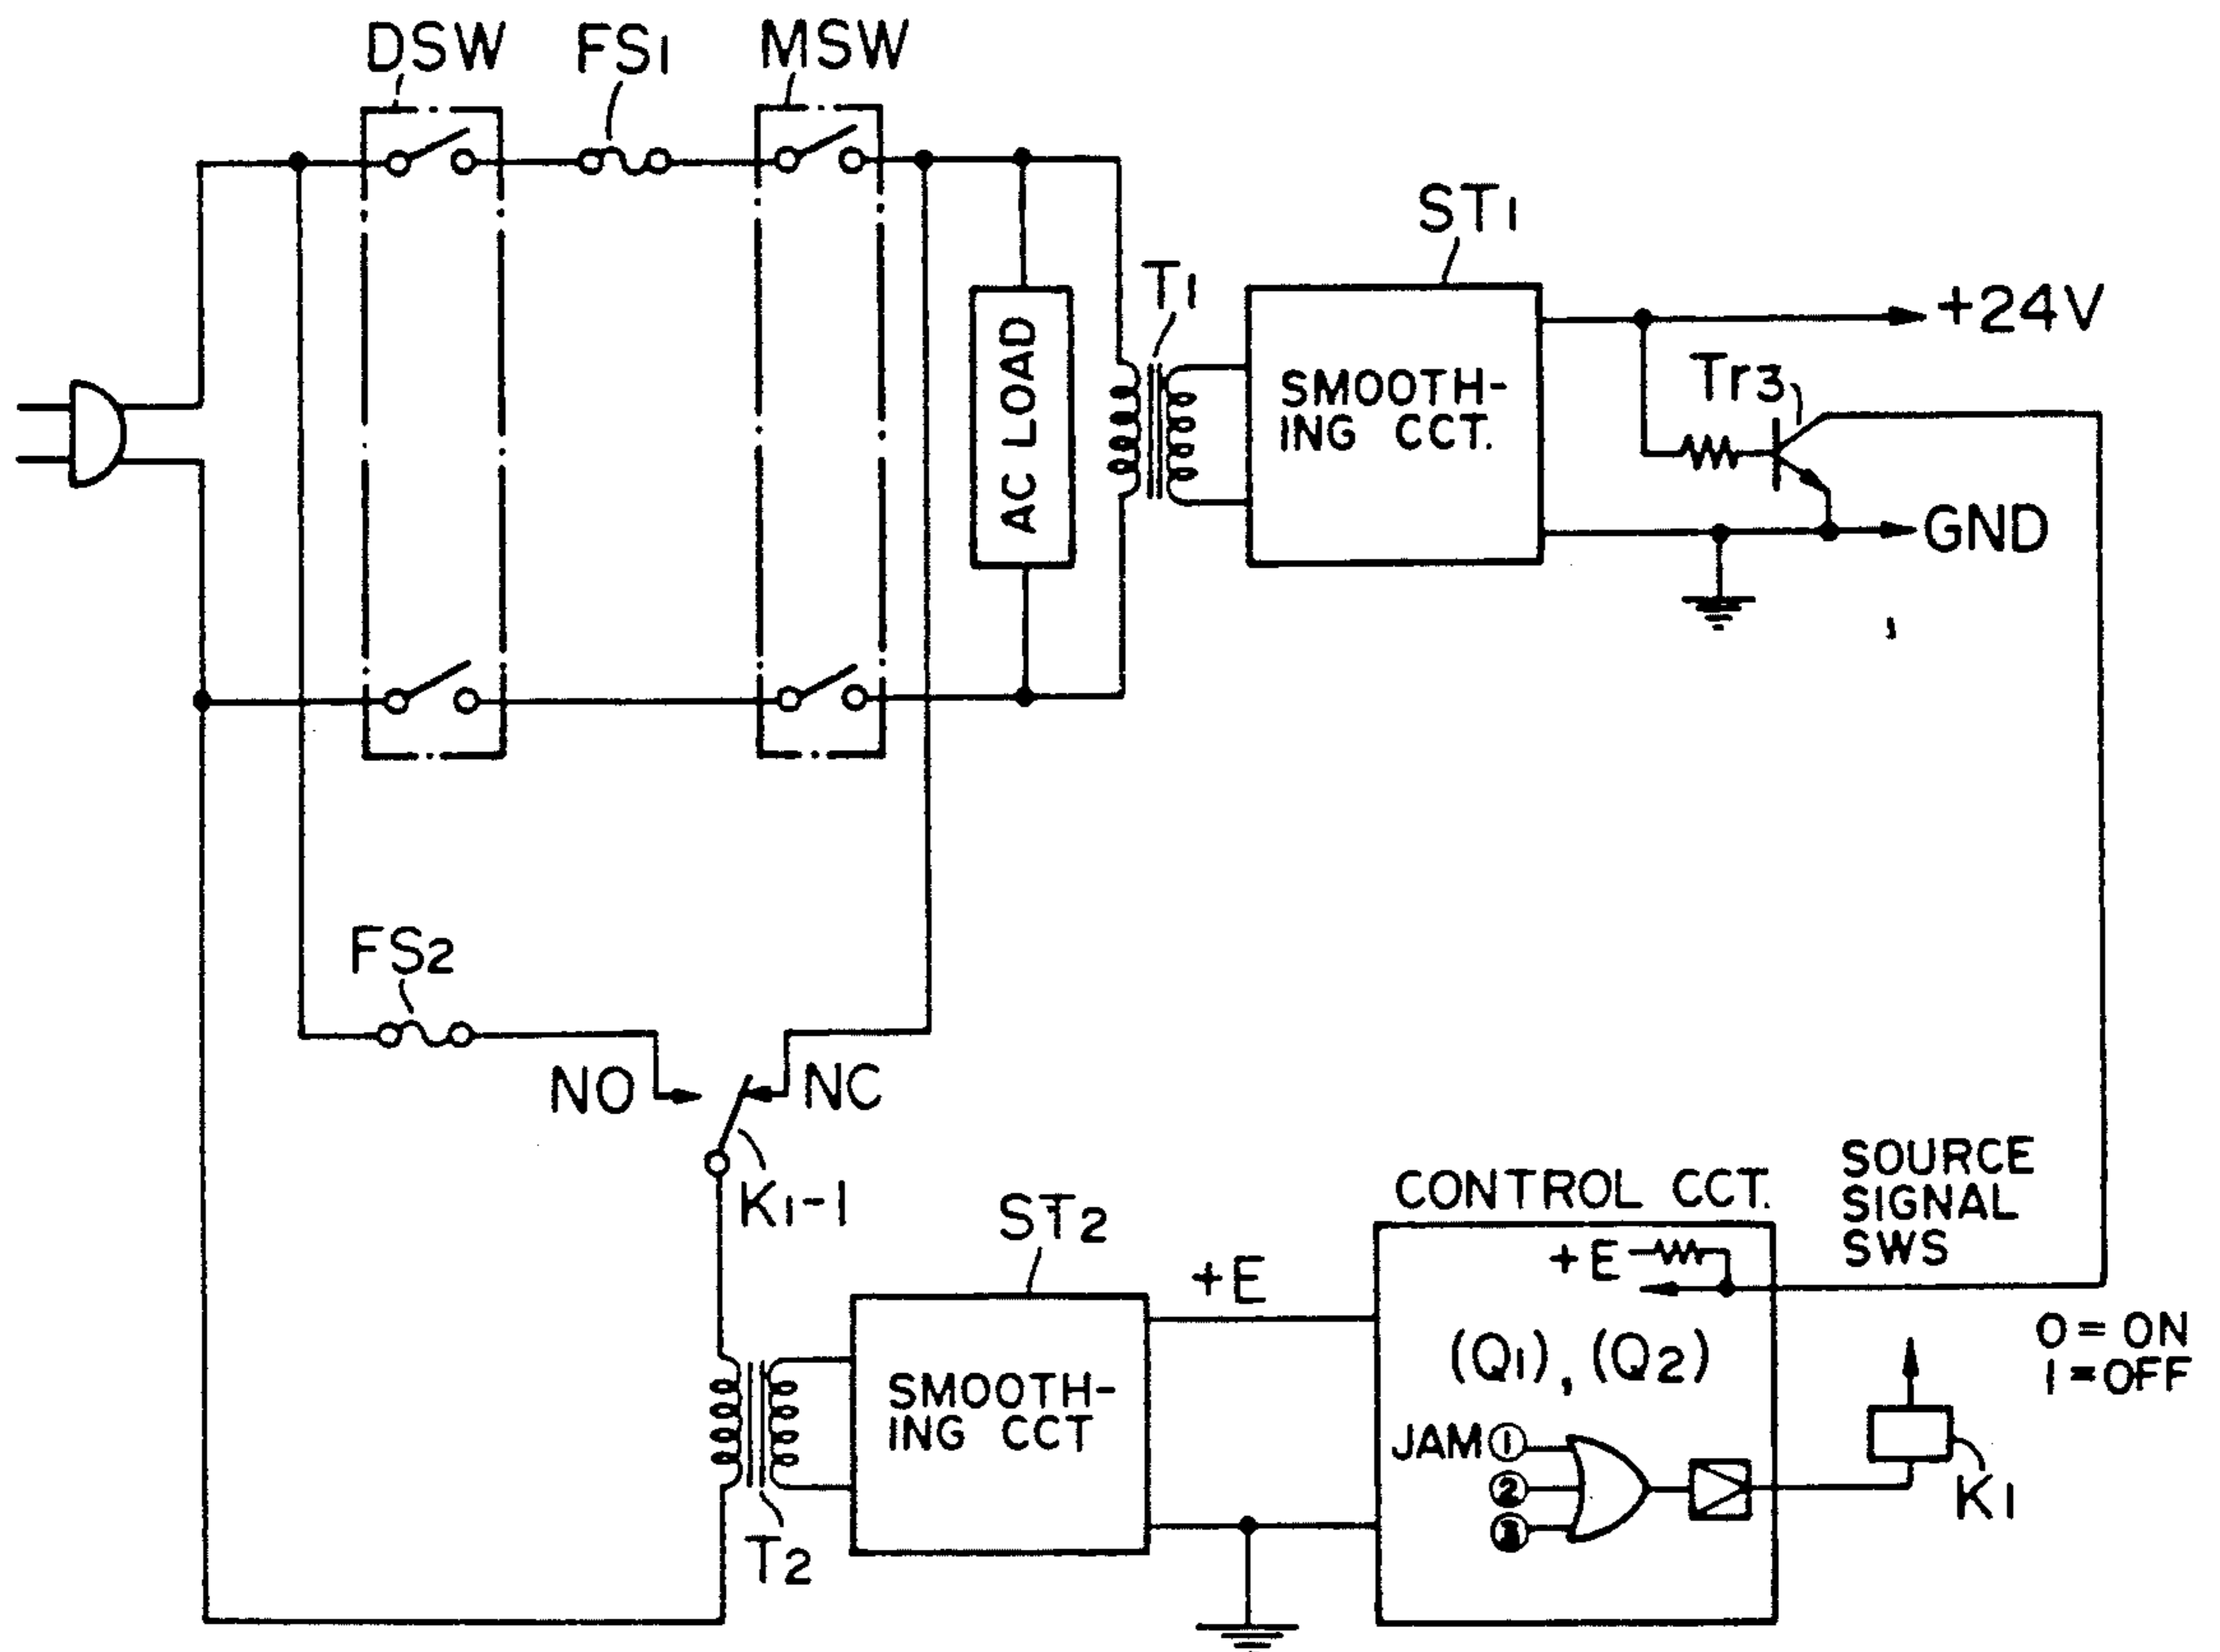 DSW
FS1
MSW
ST1
T1
+24V
AC LOAD
SMOOTH-
ING CCT.
Tr3
GND
FS2
NO
NC
K1-1
ST2
CONTROL CCT.
SOURCE
SIGNAL
SWS
+E
+E
0=ON
1=OFF
(Q1), (Q2)
SMOOTH-
ING CCT
JAM ①
②
③
K1
T2